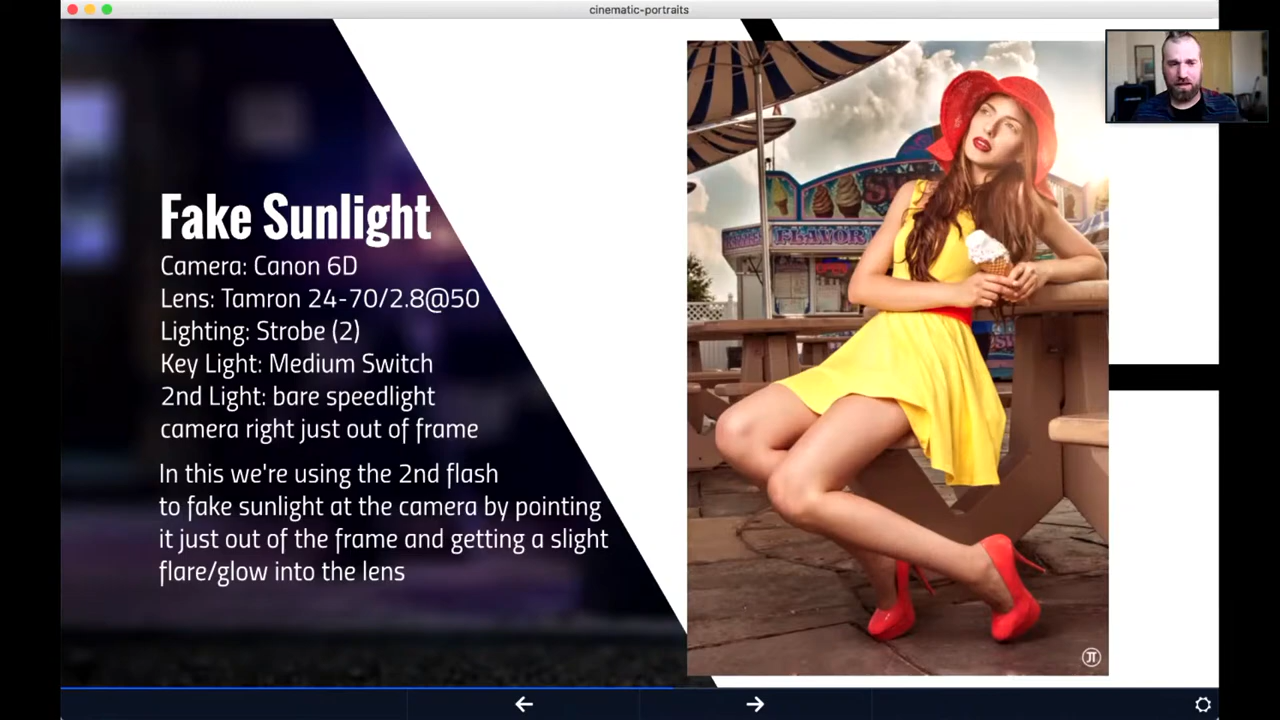 cinematic-portraits
Fake Sunlight
Camera: Canon 6D
Lens: Tamron 24-70/2.8@50
Lighting: Strobe (2)
Key Light: Medium Switch
2nd Light: bare speedlight
camera right just out of frame
In this we're using the 2nd flash
to fake sunlight at the camera by pointing
it just out of the frame and getting a slight
flare/glow into the lens
FLAVOR